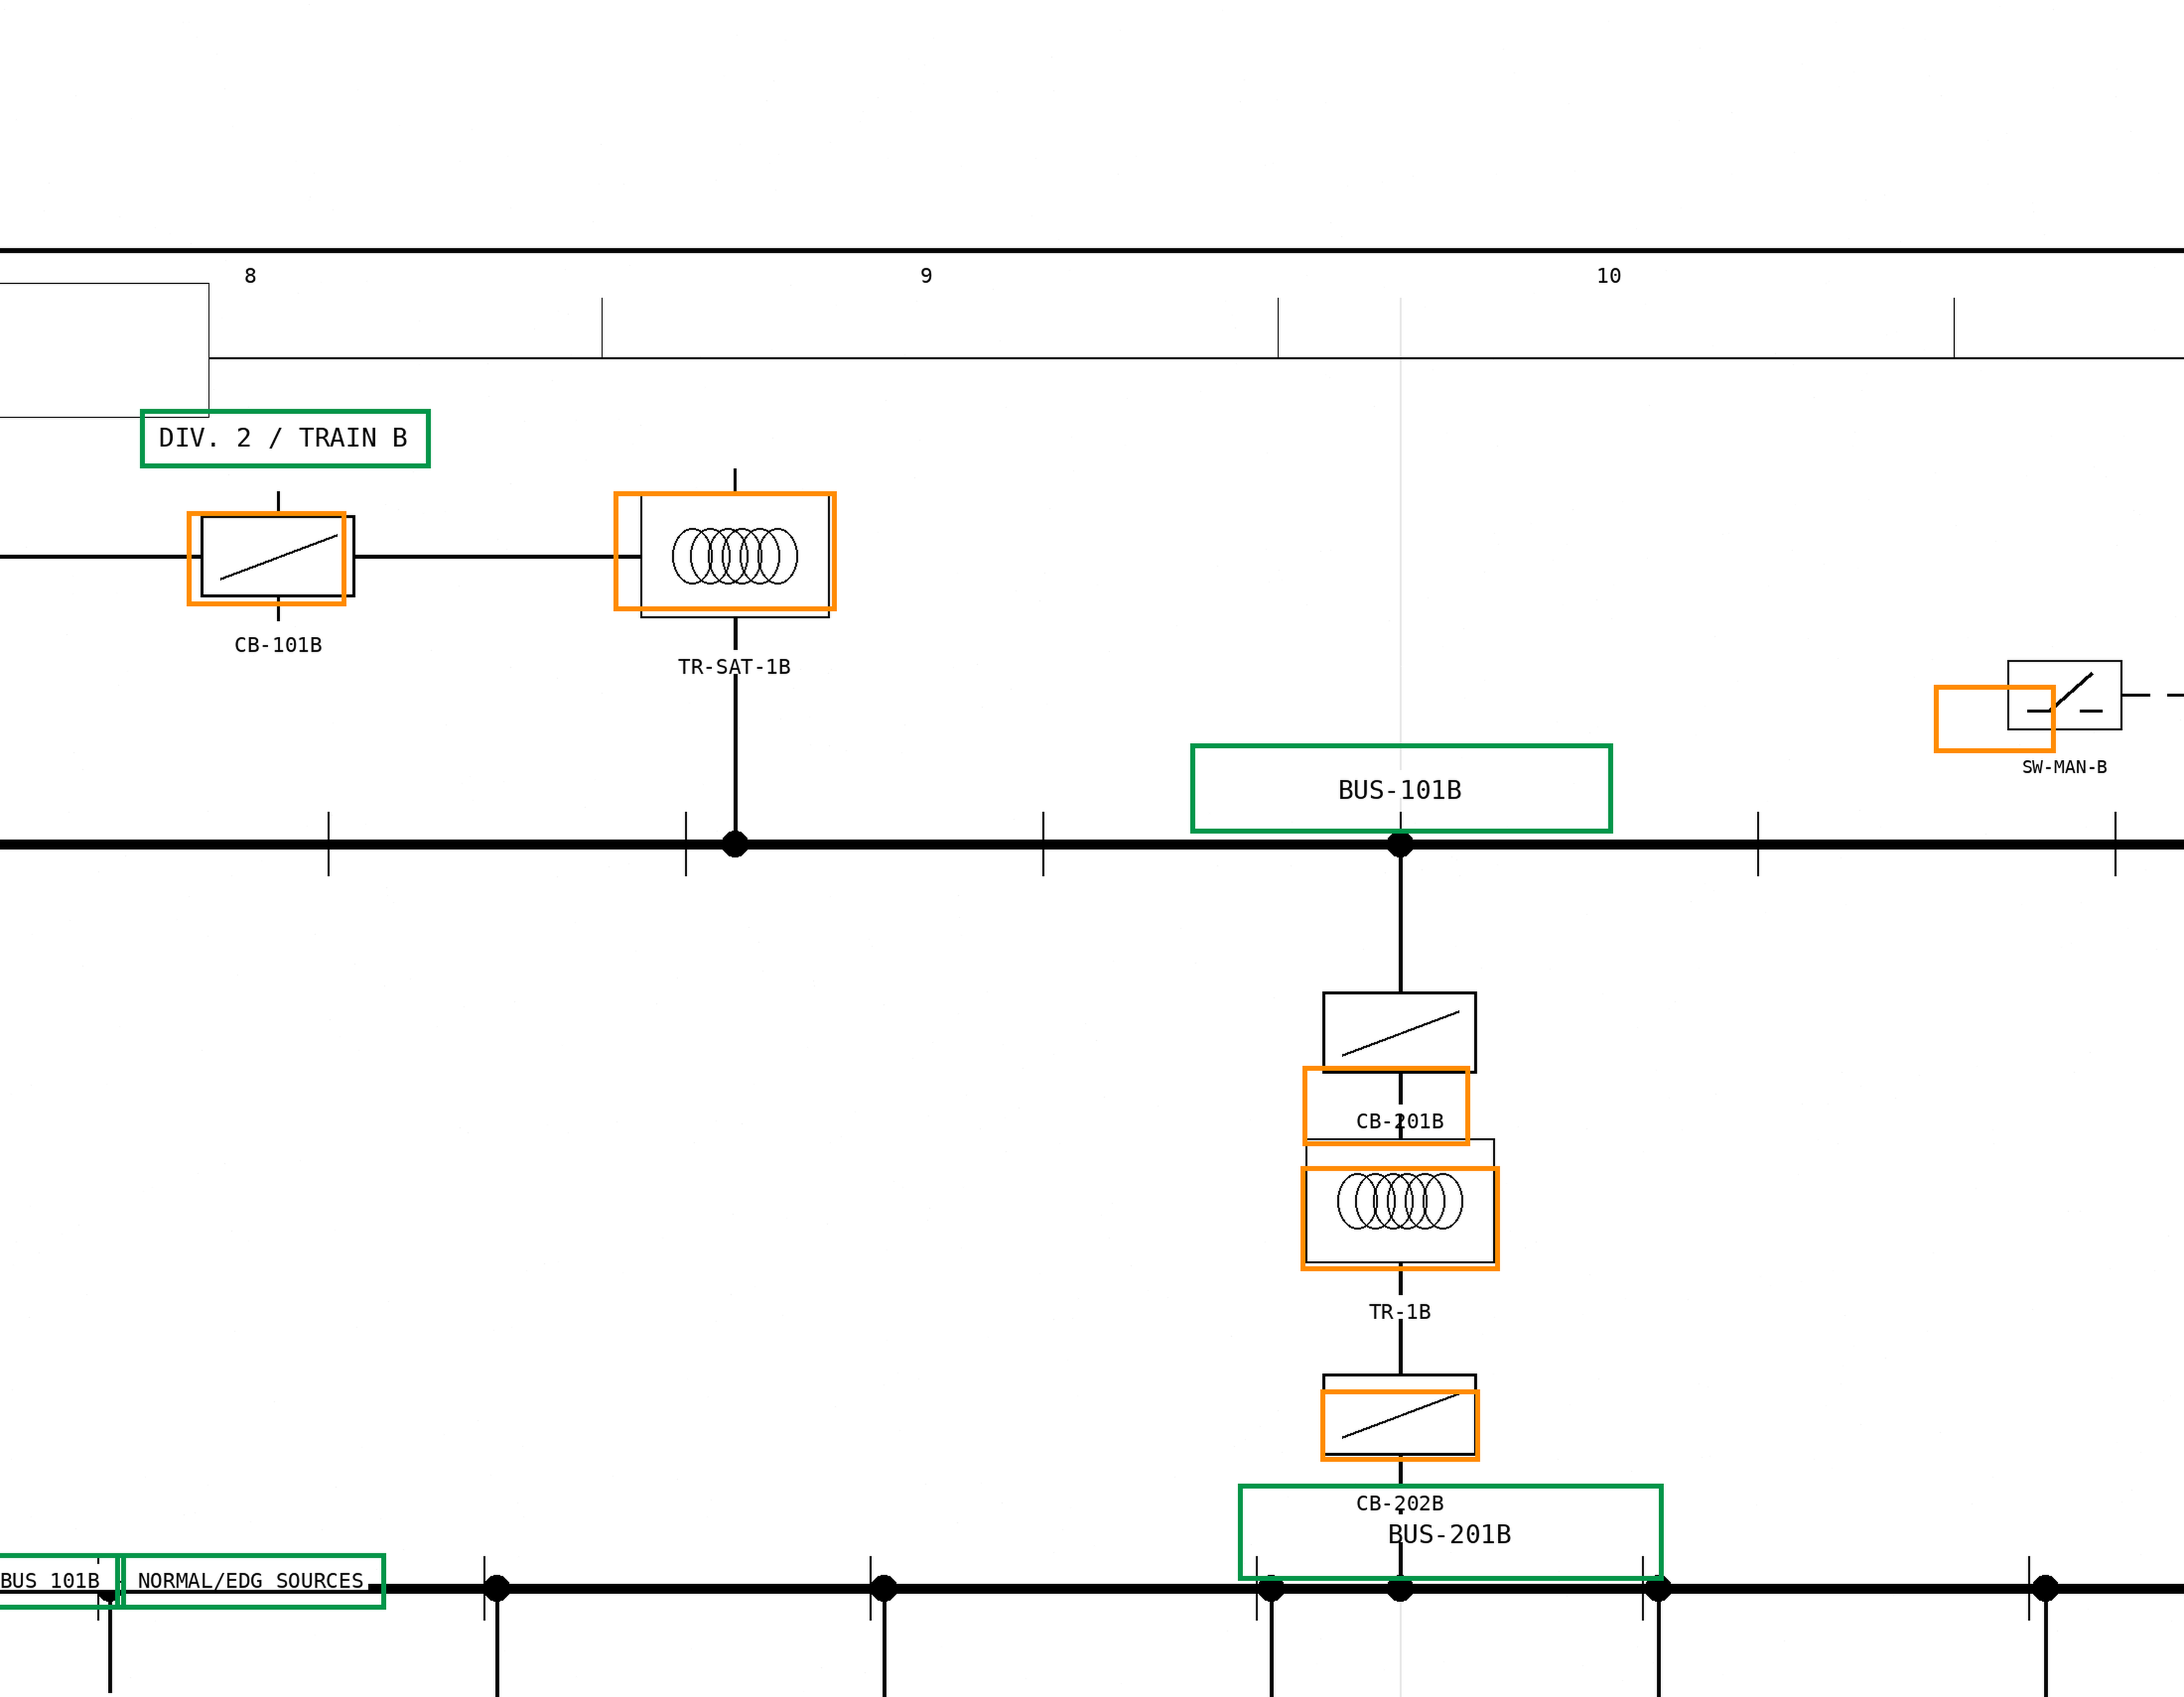 8 9 10
DIV. 2 / TRAIN B
CB-101B
TR-SAT-1B
SW-MAN-B
BUS-101B
CB-201B
TR-1B
CB-202B
BUS-201B
BUS 101B NORMAL/EDG SOURCES